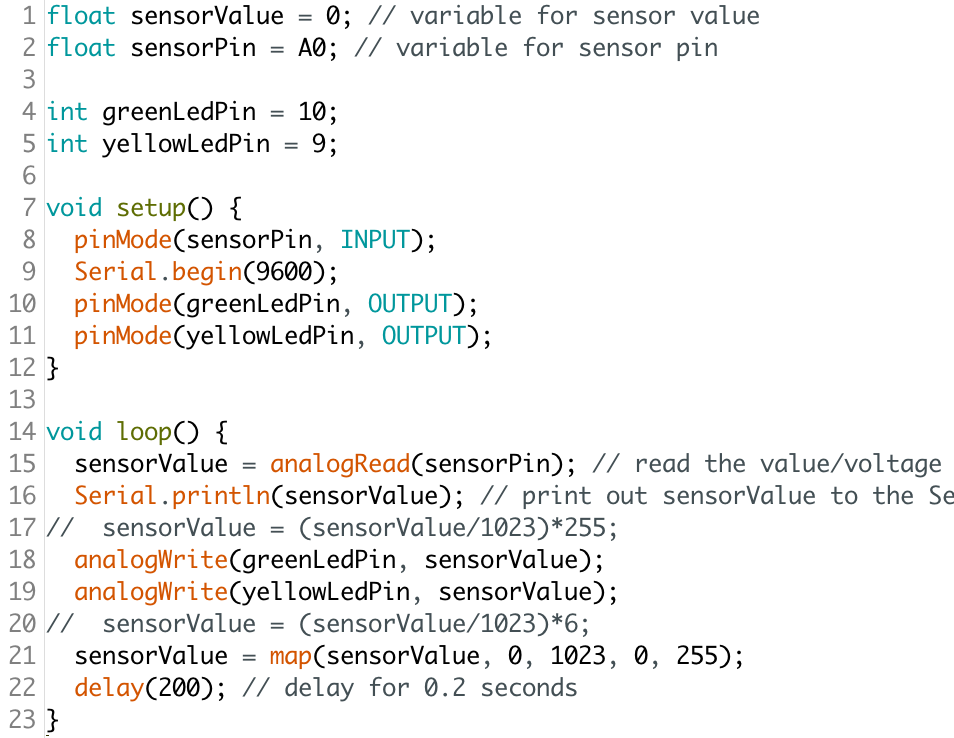 1 float sensorValue = 0; // variable for sensor value
2 float sensorPin = A0; // variable for sensor pin
3
4 int greenLedPin = 10;
5 int yellowLedPin = 9;
6
7 void setup() {
8   pinMode(sensorPin, INPUT);
9   Serial.begin(9600);
10   pinMode(greenLedPin, OUTPUT);
11   pinMode(yellowLedPin, OUTPUT);
12 }
13
14 void loop() {
15   sensorValue = analogRead(sensorPin); // read the value/voltage
16   Serial.println(sensorValue); // print out sensorValue to the Se
17 //  sensorValue = (sensorValue/1023)*255;
18   analogWrite(greenLedPin, sensorValue);
19   analogWrite(yellowLedPin, sensorValue);
20 //  sensorValue = (sensorValue/1023)*6;
21   sensorValue = map(sensorValue, 0, 1023, 0, 255);
22   delay(200); // delay for 0.2 seconds
23 }